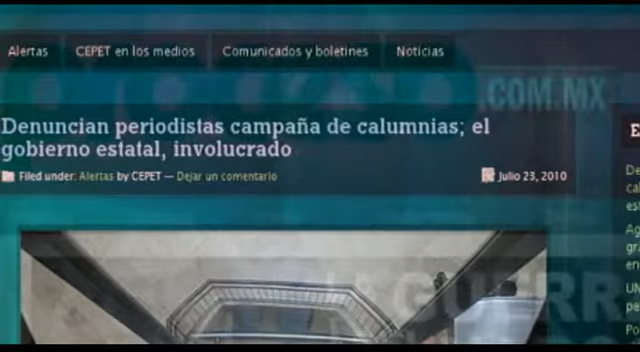 Alertas CEPET en los medios Comunicados y boletines Noticias
.COM.MX
Denuncian periodistas campaña de calumnias; el
gobierno estatal, involucrado
Filed under: Alertas by CEPET — Dejar un comentario Julio 23, 2010